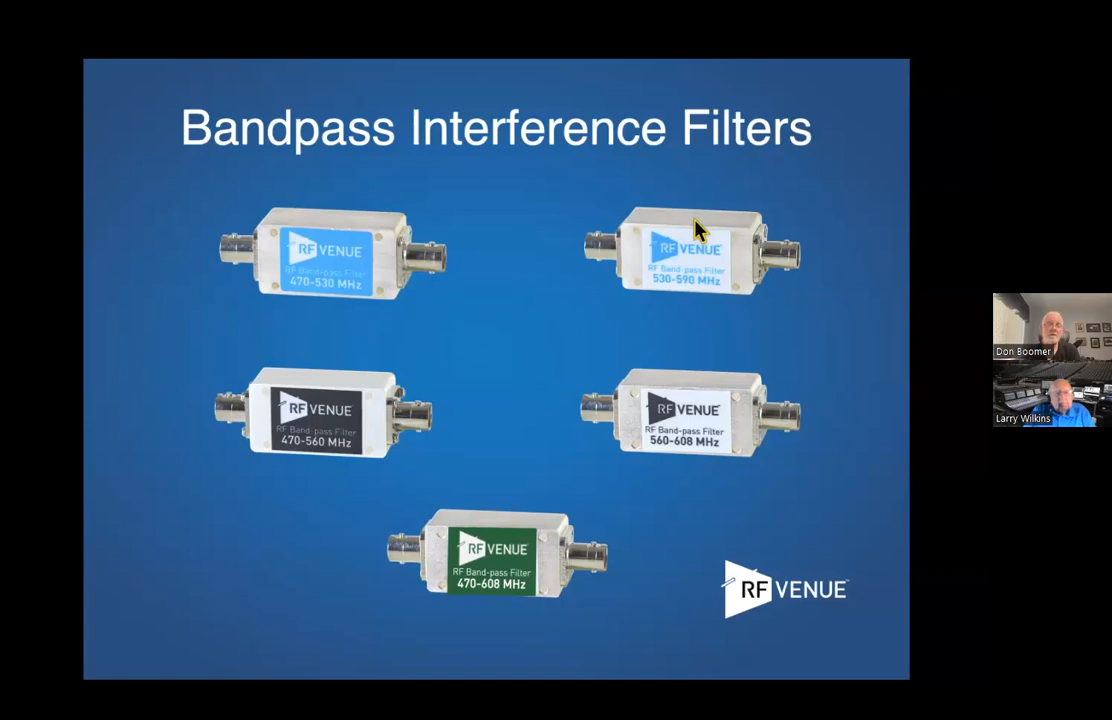 Bandpass Interference Filters
RF VENUE
RF Band-pass Filter
470-530 MHz
RF VENUE
RF Band-pass Filter
530-590 MHz
RF VENUE
RF Band-pass Filter
470-560 MHz
RF VENUE
RF Band-pass Filter
560-608 MHz
RF VENUE
RF Band-pass Filter
470-608 MHz
RF VENUE
Don Boomer
Larry Wilkins